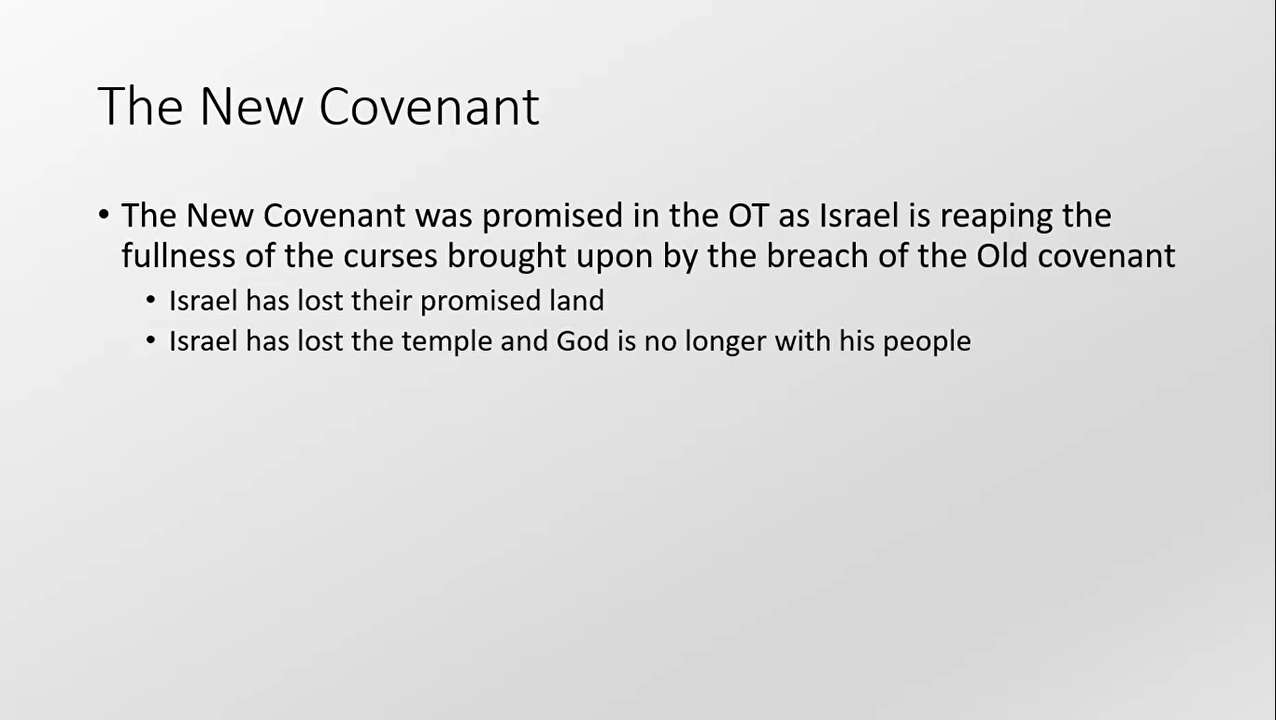 The New Covenant
• The New Covenant was promised in the OT as Israel is reaping the
fullness of the curses brought upon by the breach of the Old covenant
• Israel has lost their promised land
• Israel has lost the temple and God is no longer with his people